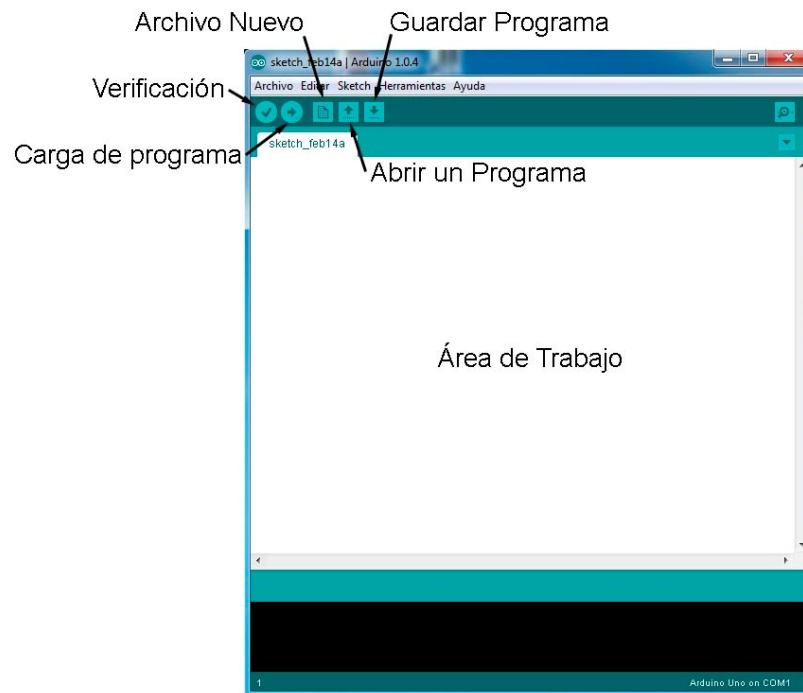 Archivo Nuevo
Guardar Programa
sketch_feb14a | Arduino 1.0.4
Verificación
Archivo Editar Sketch Herramientas Ayuda
Carga de programa
sketch_feb14a
Abrir un Programa
Área de Trabajo
1
Arduino Uno on COM1